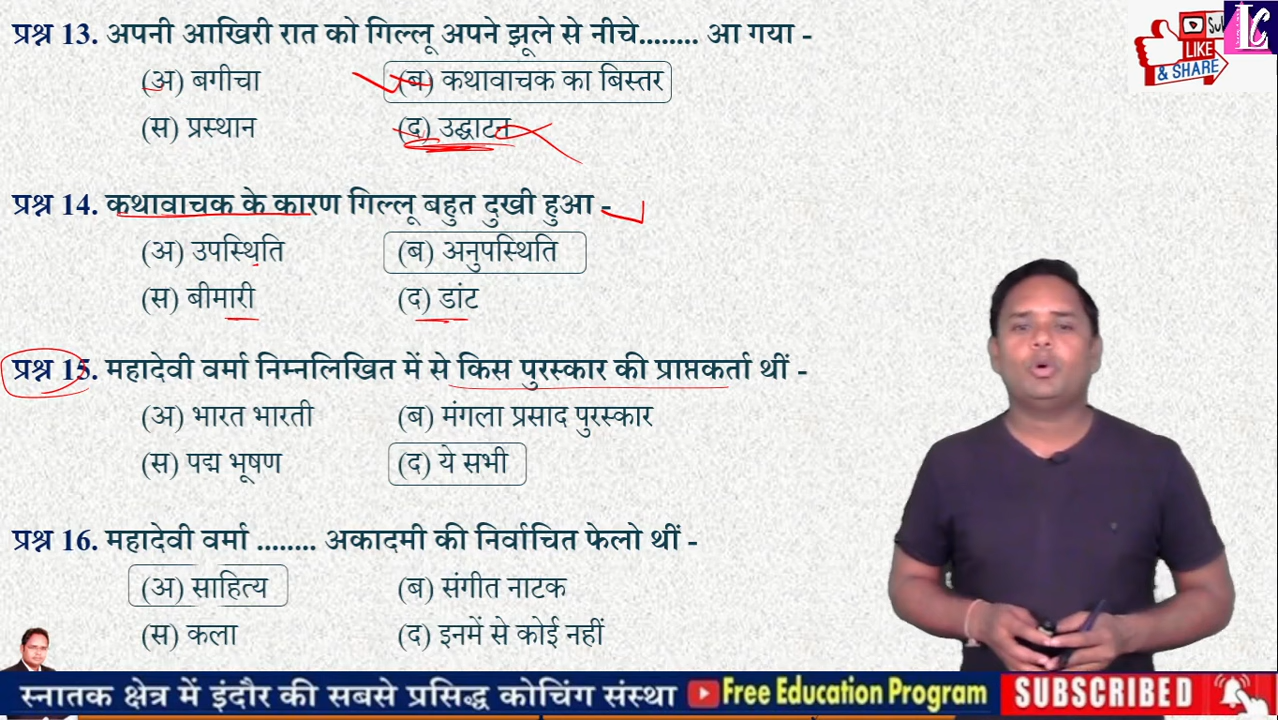 प्रश्न 13. अपनी आखिरी रात को गिल्लू अपने झूले से नीचे........ आ गया -
(अ) बगीचा (ब) कथावाचक का बिस्तर
(स) प्रस्थान (द) उद्घाटन
प्रश्न 14. कथावाचक के कारण गिल्लू बहुत दुखी हुआ -
(अ) उपस्थिति (ब) अनुपस्थिति
(स) बीमारी (द) डांट
प्रश्न 15. महादेवी वर्मा निम्नलिखित में से किस पुरस्कार की प्राप्तकर्ता थीं -
(अ) भारत भारती (ब) मंगला प्रसाद पुरस्कार
(स) पद्म भूषण (द) ये सभी
प्रश्न 16. महादेवी वर्मा ........ अकादमी की निर्वाचित फेलो थीं -
(अ) साहित्य (ब) संगीत नाटक
(स) कला (द) इनमें से कोई नहीं
LIKE
& SHARE
LC
स्नातक क्षेत्र में इंदौर की सबसे प्रसिद्ध कोचिंग संस्था Free Education Program SUBSCRIBED